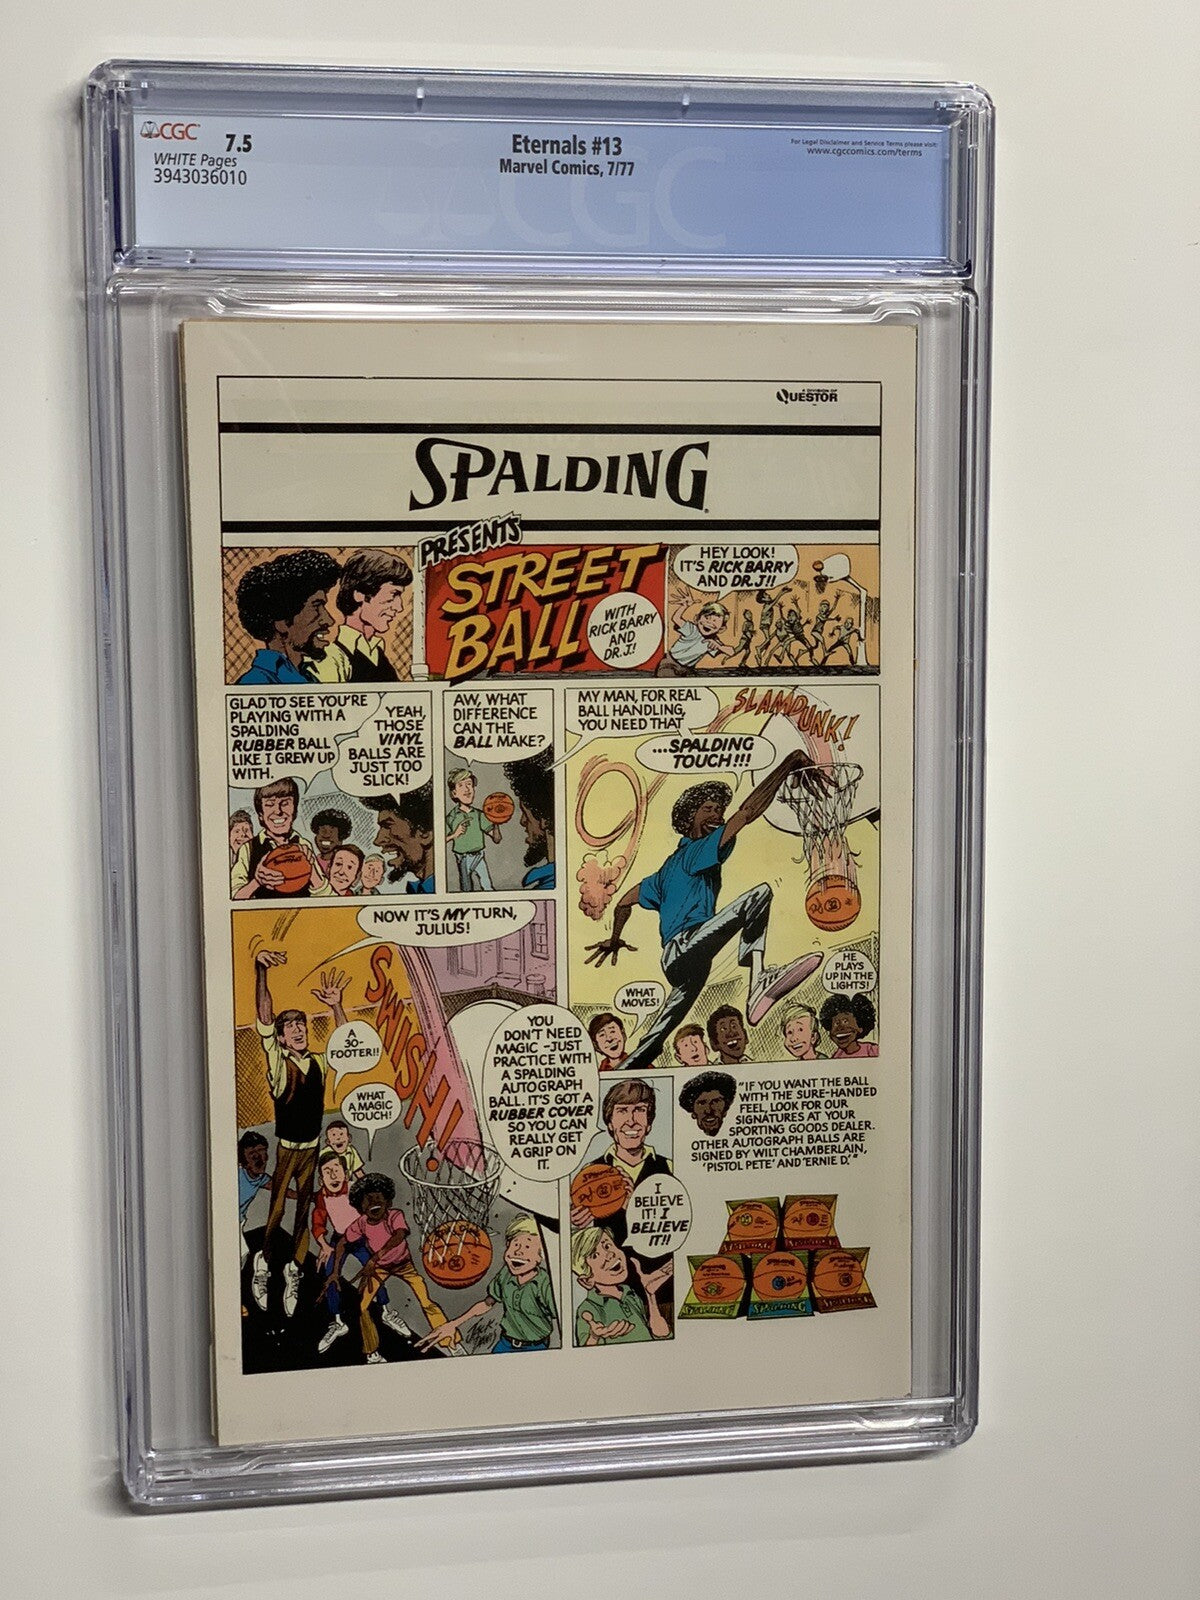 CGC
7.5
WHITE Pages
3943036010
Eternals #13
Marvel Comics, 7/77
For Legal Disclaimer and Service Terms please visit:
www.cgccomics.com/terms
CGC
A DIVISION OF
QUESTOR
SPALDING
PRESENTS
STREET
BALL
WITH
RICK BARRY
AND
DR. J.!
HEY LOOK!
IT'S RICK BARRY
AND DR. J!!
GLAD TO SEE YOU'RE
PLAYING WITH A
SPALDING
RUBBER BALL
LIKE I GREW UP
WITH.
YEAH,
THOSE
VINYL
BALLS ARE
JUST TOO
SLICK!
AW, WHAT
DIFFERENCE
CAN THE
BALL MAKE?
MY MAN, FOR REAL
BALL HANDLING,
YOU NEED THAT
...SPALDING
TOUCH!!!
SLAMDUNK!
WHAT
MOVES!
HE
PLAYS
UP IN THE
LIGHTS!
NOW IT'S MY TURN,
JULIUS!
SWISH!
A
30-
FOOTER!!
WHAT
A MAGIC
TOUCH!
YOU
DON'T NEED
MAGIC -JUST
PRACTICE WITH
A SPALDING
AUTOGRAPH
BALL. IT'S GOT A
RUBBER COVER
SO YOU CAN
REALLY GET
A GRIP ON
IT.
I
BELIEVE
IT! I
BELIEVE
IT!!
"IF YOU WANT THE BALL
WITH THE SURE-HANDED
FEEL, LOOK FOR OUR
SIGNATURES AT YOUR
SPORTING GOODS DEALER.
OTHER AUTOGRAPH BALLS ARE
SIGNED BY WILT CHAMBERLAIN,
'PISTOL PETE' AND 'ERNIE D.'"
JACK
DAVIS
SPALDING